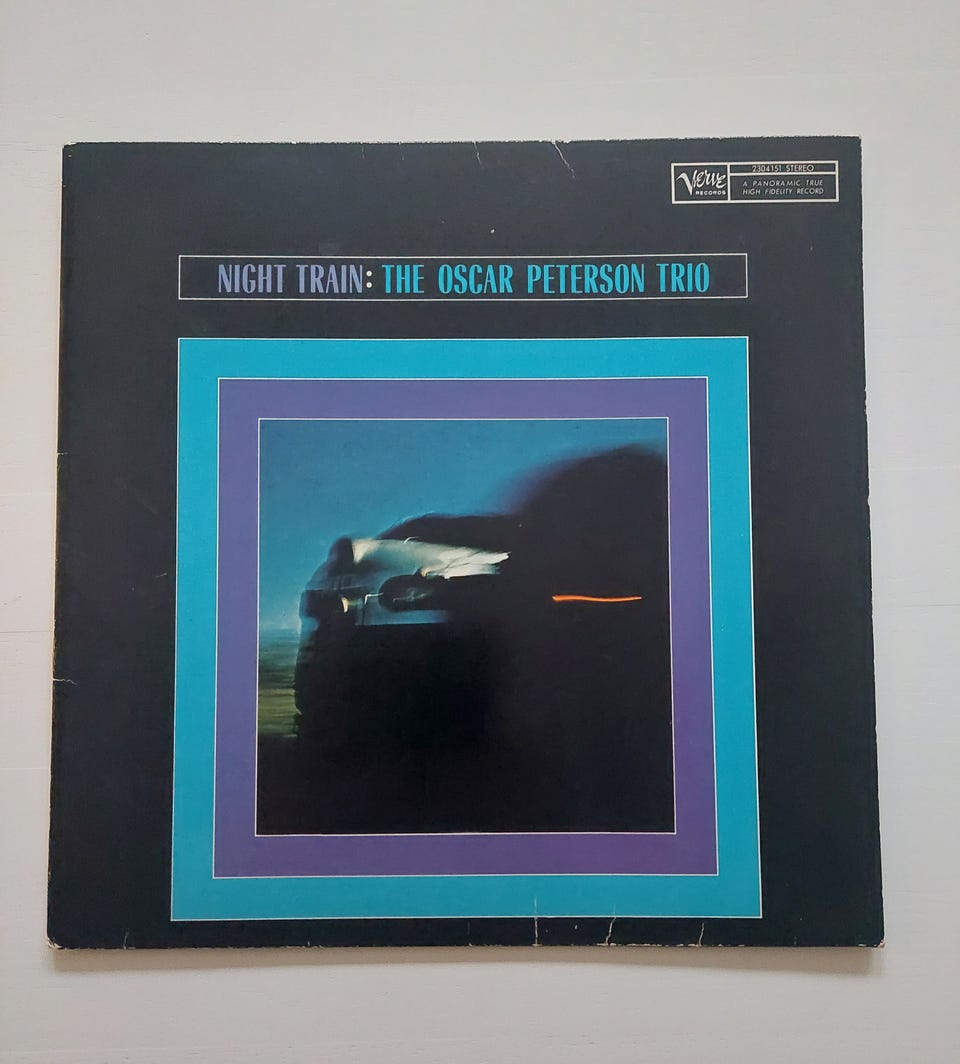 Verve
RECORDS
2304151 STEREO
A PANORAMIC TRUE
HIGH FIDELITY RECORD
NIGHT TRAIN: THE OSCAR PETERSON TRIO